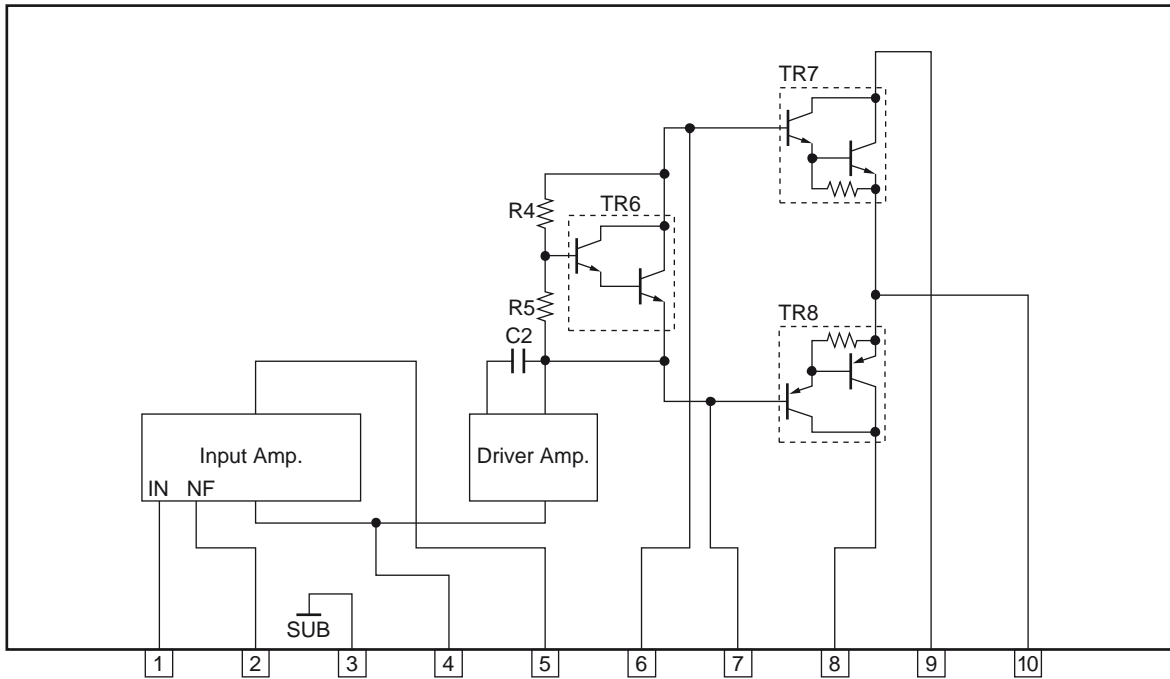 TR7
R4
TR6
R5
TR8
C2
Input Amp.
Driver Amp.
IN NF
SUB
1 2 3 4 5 6 7 8 9 10